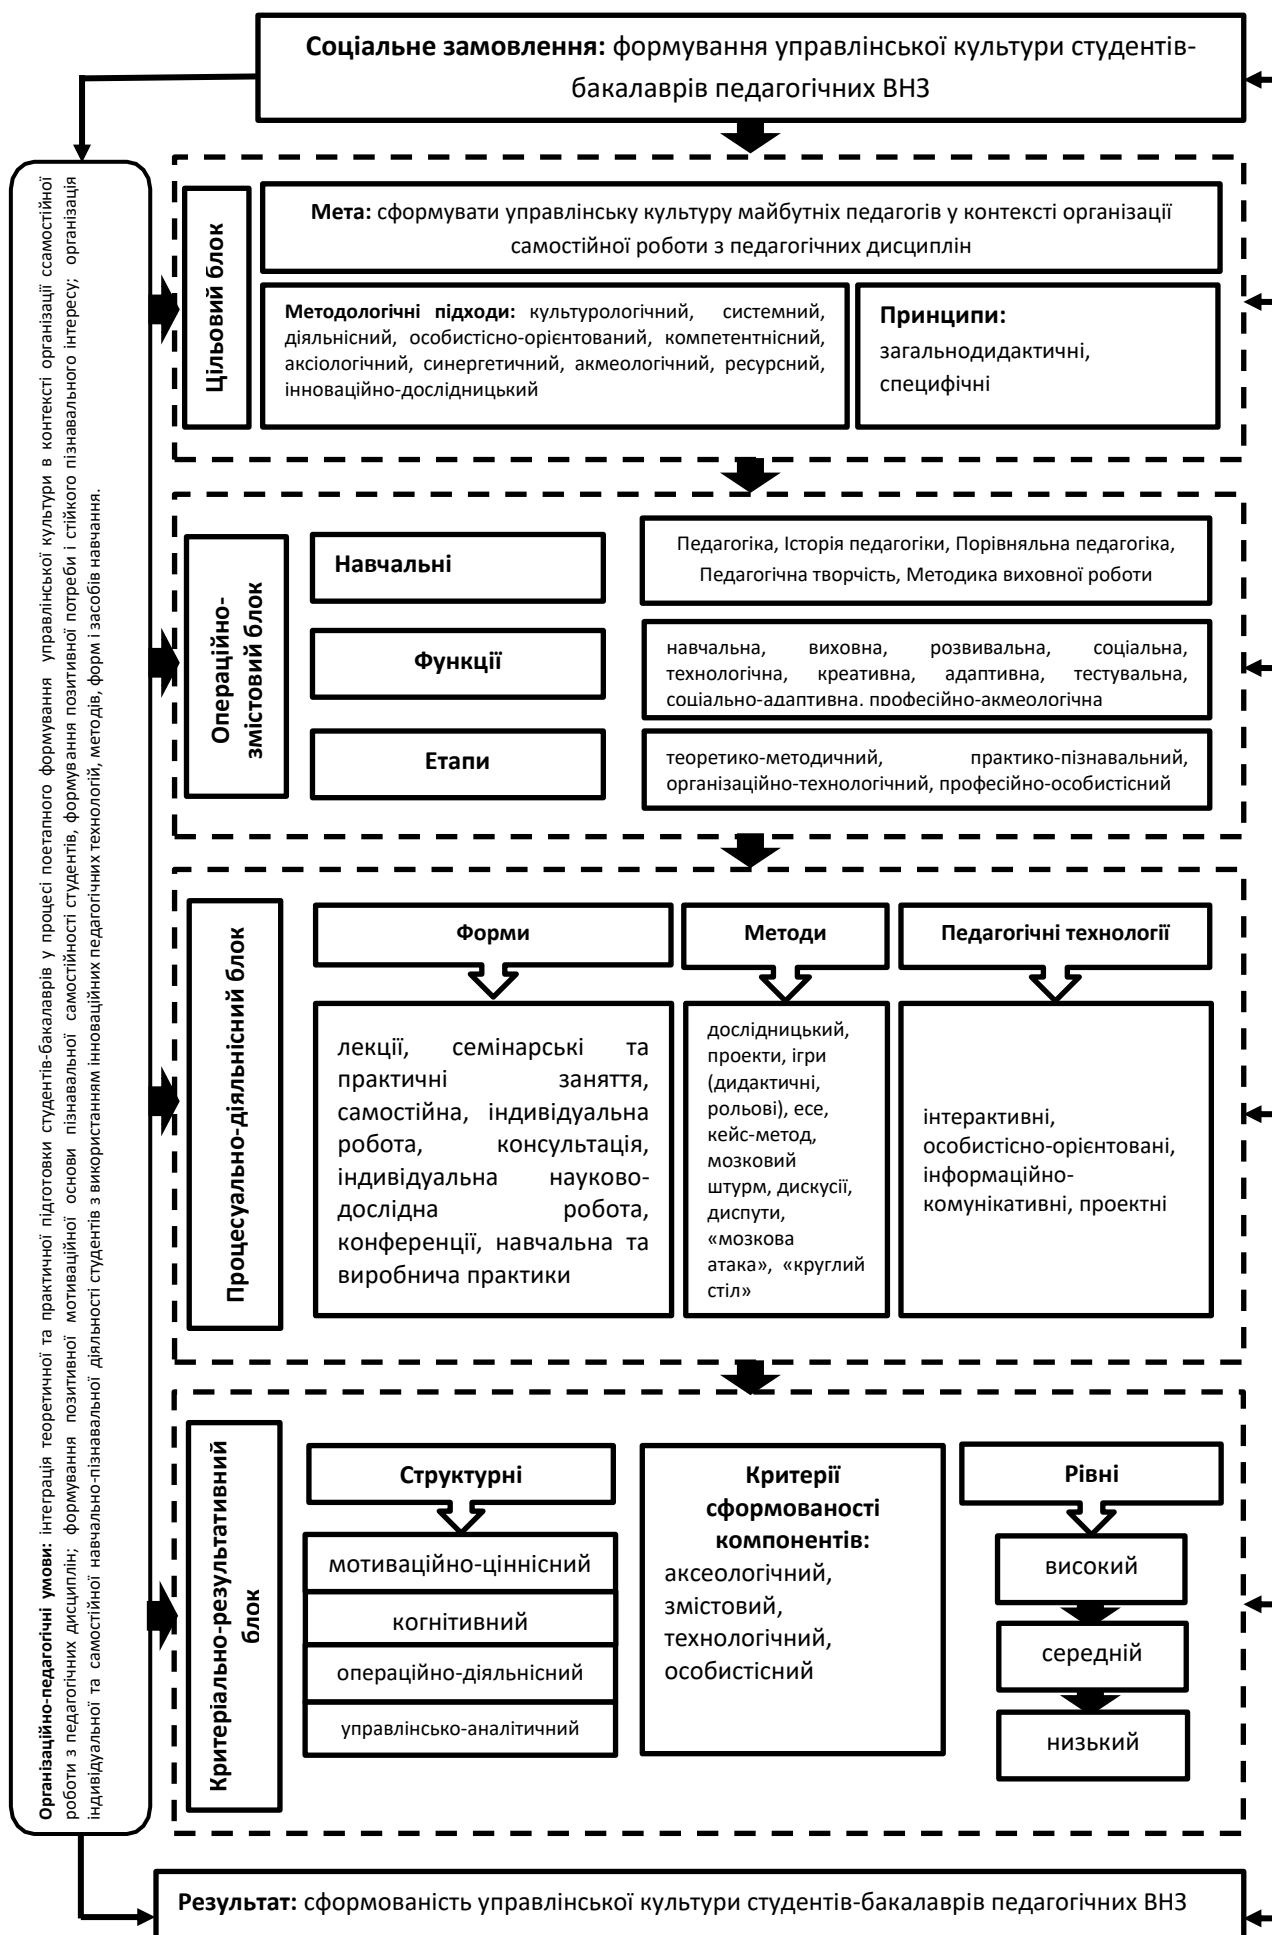 Соціальне замовлення: формування управлінської культури студентів-
бакалаврів педагогічних ВНЗ
Організаційно-педагогічні умови: інтеграція теоретичної та практичної підготовки студентів-бакалаврів у процесі поетапного формування управлінської культури в контексті організації ссамостійної
роботи з педагогічних дисциплін; формування позитивної мотиваційної основи пізнавальної самостійності студентів, формування позитивної потреби і стійкого пізнавального інтересу; організація
індивідуальної та самостійної навчально-пізнавальної діяльності студентів з використанням інноваційних педагогічних технологій, методів, форм і засобів навчання.
Цільовий блок
Мета: сформувати управлінську культуру майбутніх педагогів у контексті організації
самостійної роботи з педагогічних дисциплін
Методологічні підходи: культурологічний, системний,
діяльнісний, особистісно-орієнтований, компетентнісний,
аксіологічний, синергетичний, акмеологічний, ресурсний,
інноваційно-дослідницький
Принципи:
загальнодидактичні,
специфічні
Операційно-
змістовий блок
Навчальні
Педагогіка, Історія педагогіки, Порівняльна педагогіка,
Педагогічна творчість, Методика виховної роботи
Функції
навчальна, виховна, розвивальна, соціальна,
технологічна, креативна, адаптивна, тестувальна,
соціально-адаптивна, професійно-акмеологічна
Етапи
теоретико-методичний, практико-пізнавальний,
організаційно-технологічний, професійно-особистісний
Процесуально-діяльнісний блок
Форми
лекції, семінарські та
практичні заняття,
самостійна, індивідуальна
робота, консультація,
індивідуальна науково-
дослідна робота,
конференції, навчальна та
виробнича практики
Методи
дослідницький,
проекти, ігри
(дидактичні,
рольові), есе,
кейс-метод,
мозковий
штурм, дискусії,
диспути,
«мозкова
атака», «круглий
стіл»
Педагогічні технології
інтерактивні,
особистісно-орієнтовані,
інформаційно-
комунікативні, проектні
Критеріально-результативний
блок
Структурні
мотиваційно-ціннісний
когнітивний
операційно-діяльнісний
управлінсько-аналітичний
Критерії
сформованості
компонентів:
аксеологічний,
змістовий,
технологічний,
особистісний
Рівні
високий
середній
низький
Результат: сформованість управлінської культури студентів-бакалаврів педагогічних ВНЗ